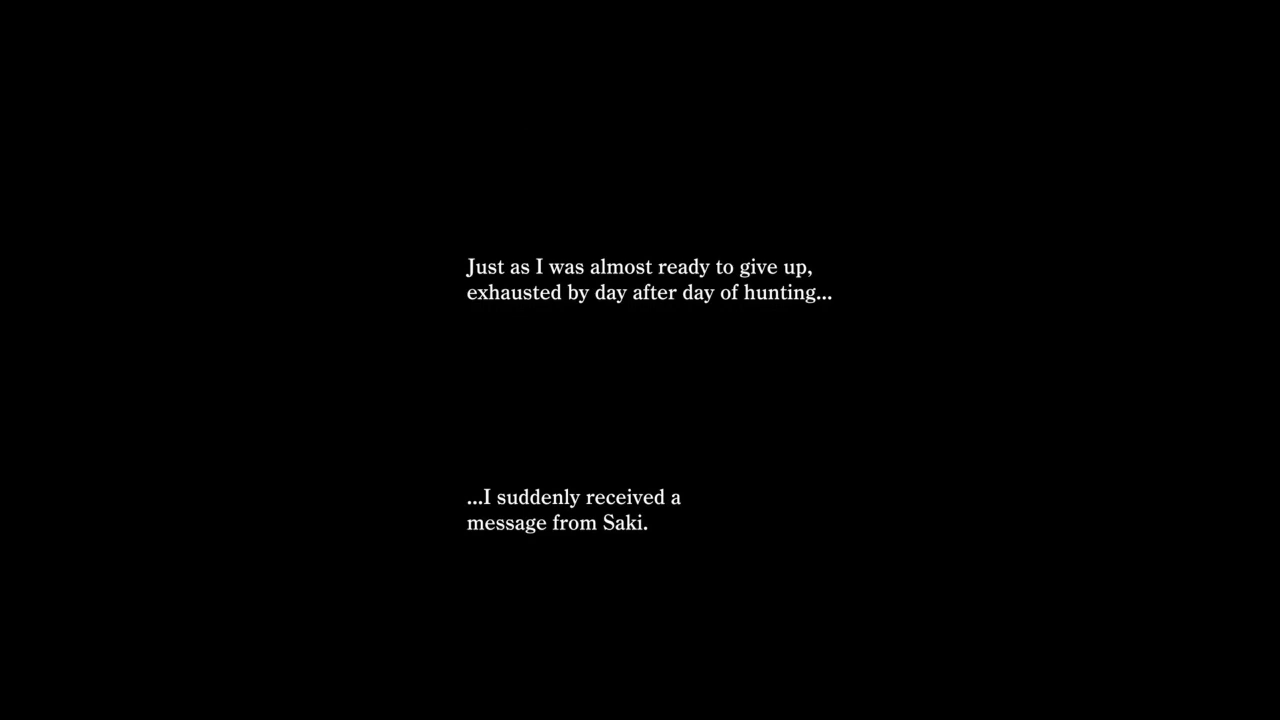 Just as I was almost ready to give up,
exhausted by day after day of hunting...
...I suddenly received a
message from Saki.